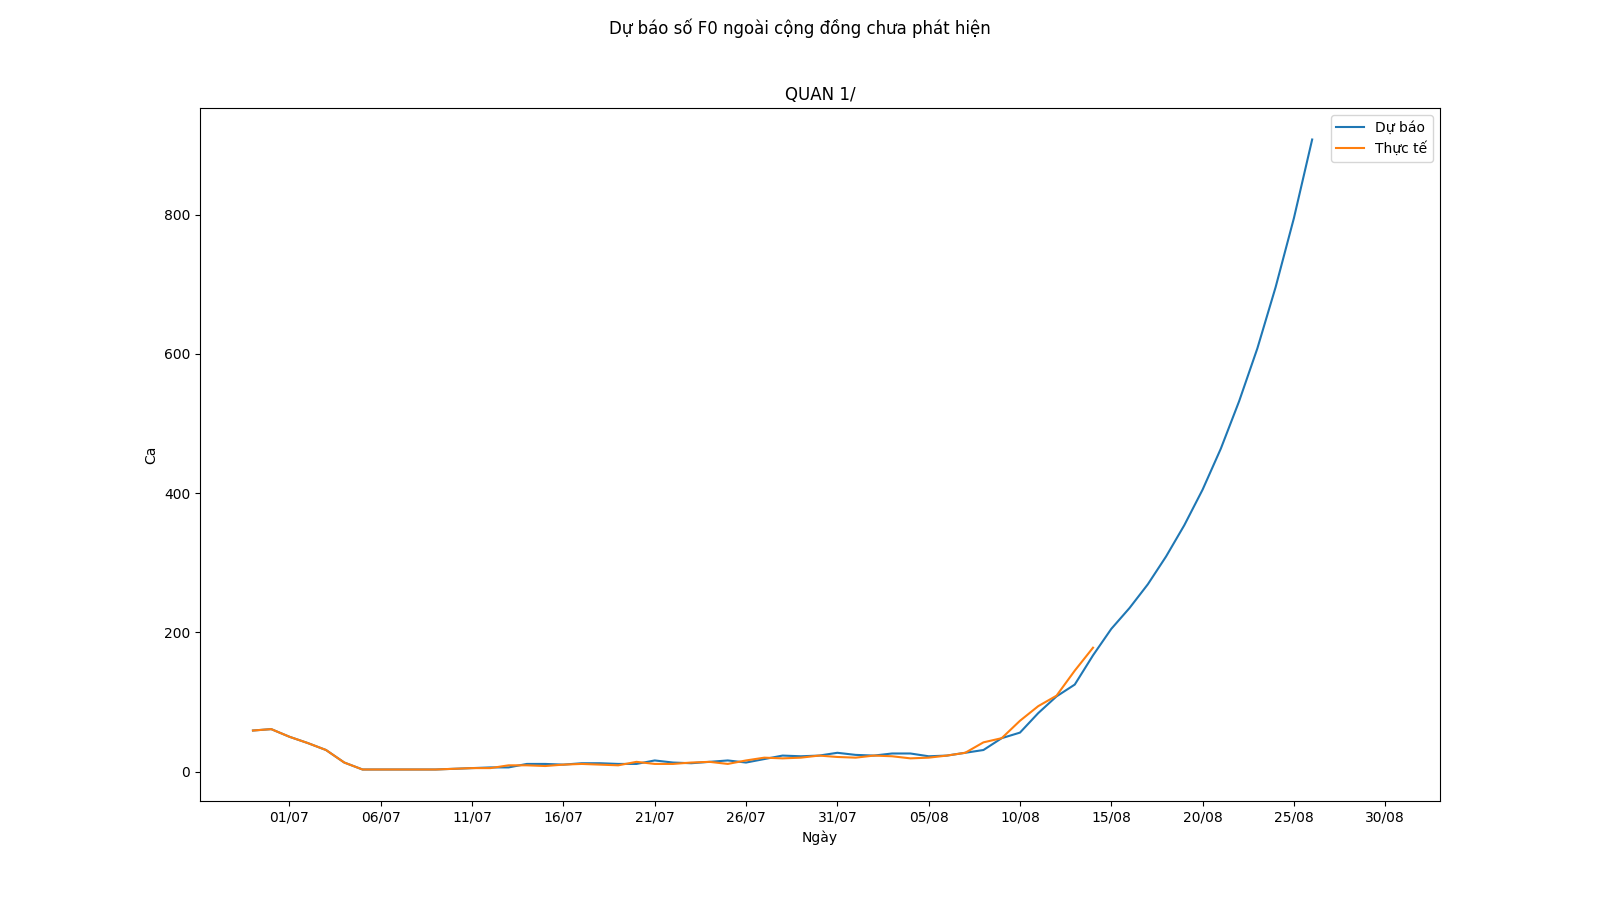 Dự báo số F0 ngoài cộng đồng chưa phát hiện
QUAN 1/
Dự báo
Thực tế
800
600
400
200
0
Ca
01/07 06/07 11/07 16/07 21/07 26/07 31/07 05/08 10/08 15/08 20/08 25/08 30/08
Ngày